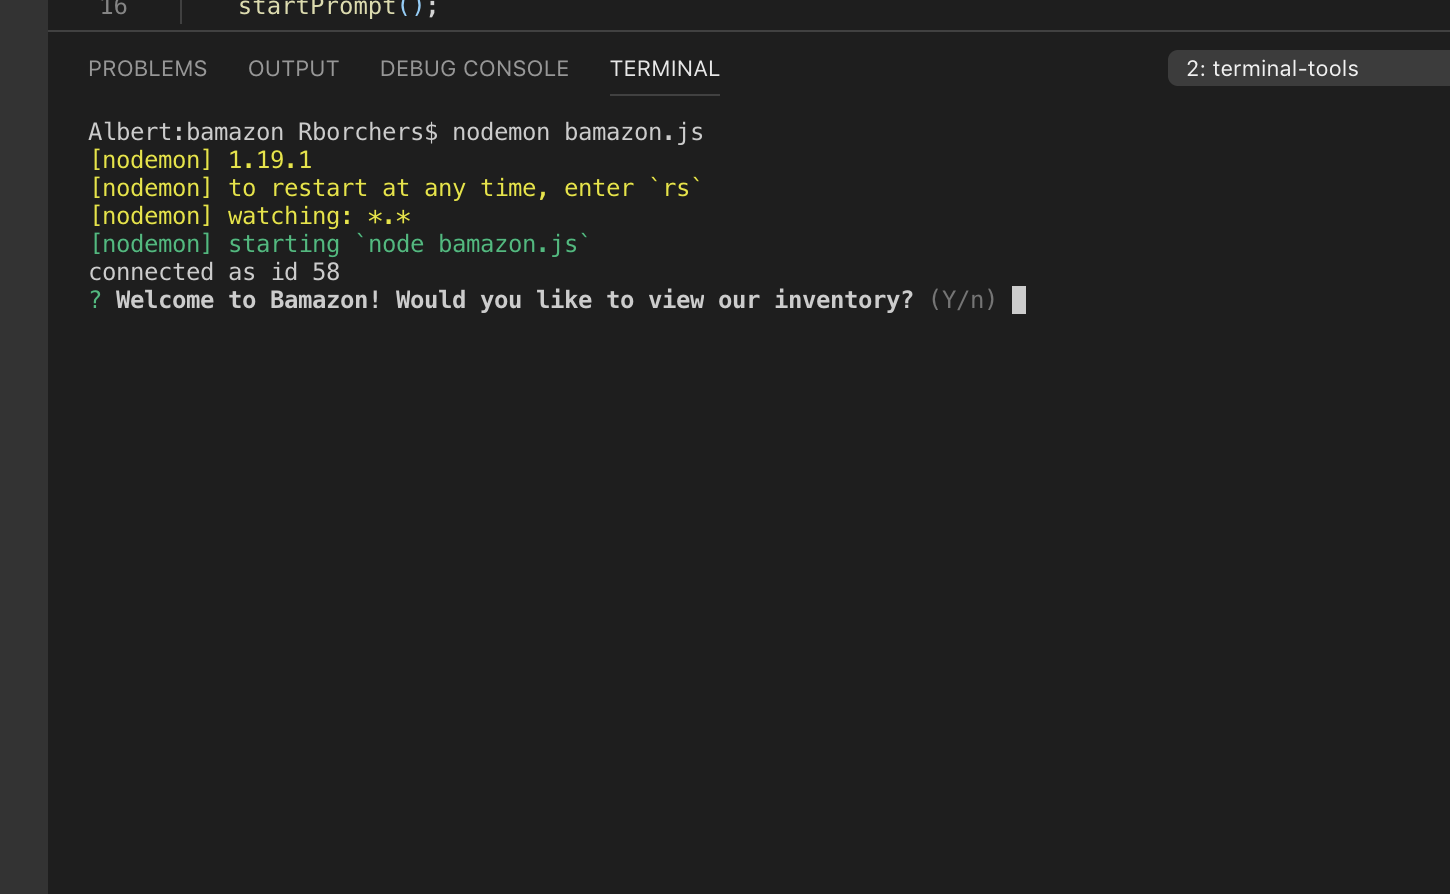 16 startPrompt();
PROBLEMS OUTPUT DEBUG CONSOLE TERMINAL 2: terminal-tools
Albert:bamazon Rborchers$ nodemon bamazon.js
[nodemon] 1.19.1
[nodemon] to restart at any time, enter `rs`
[nodemon] watching: *.*
[nodemon] starting `node bamazon.js`
connected as id 58
? Welcome to Bamazon! Would you like to view our inventory? (Y/n)